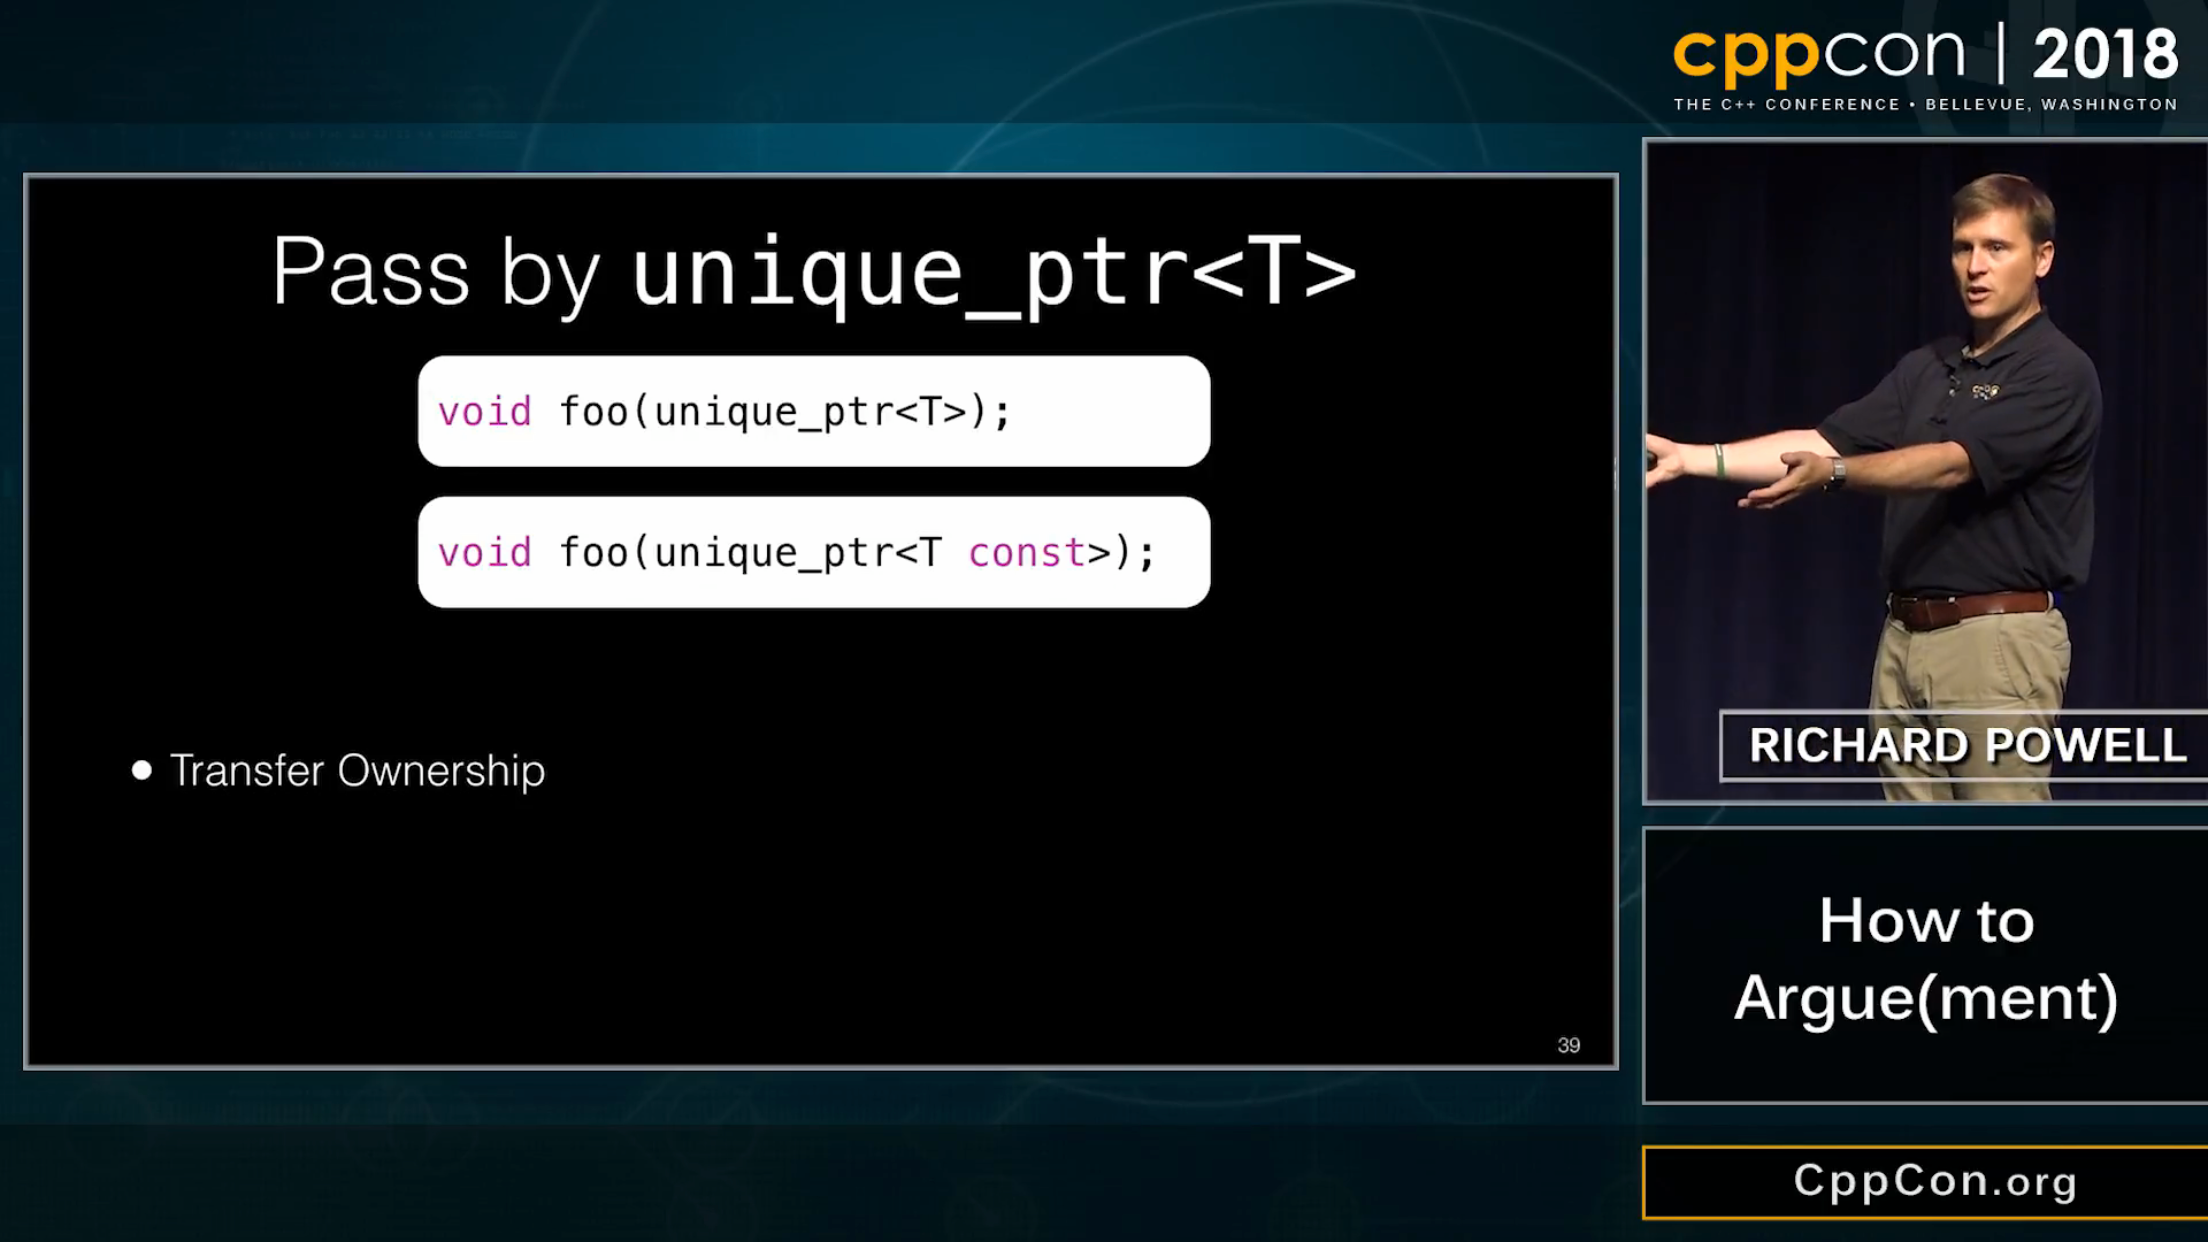 cppcon | 2018
THE C++ CONFERENCE • BELLEVUE, WASHINGTON
Pass by unique_ptr<T>
void foo(unique_ptr<T>);
void foo(unique_ptr<T const>);
• Transfer Ownership
39
RICHARD POWELL
How to
Argue(ment)
CppCon.org